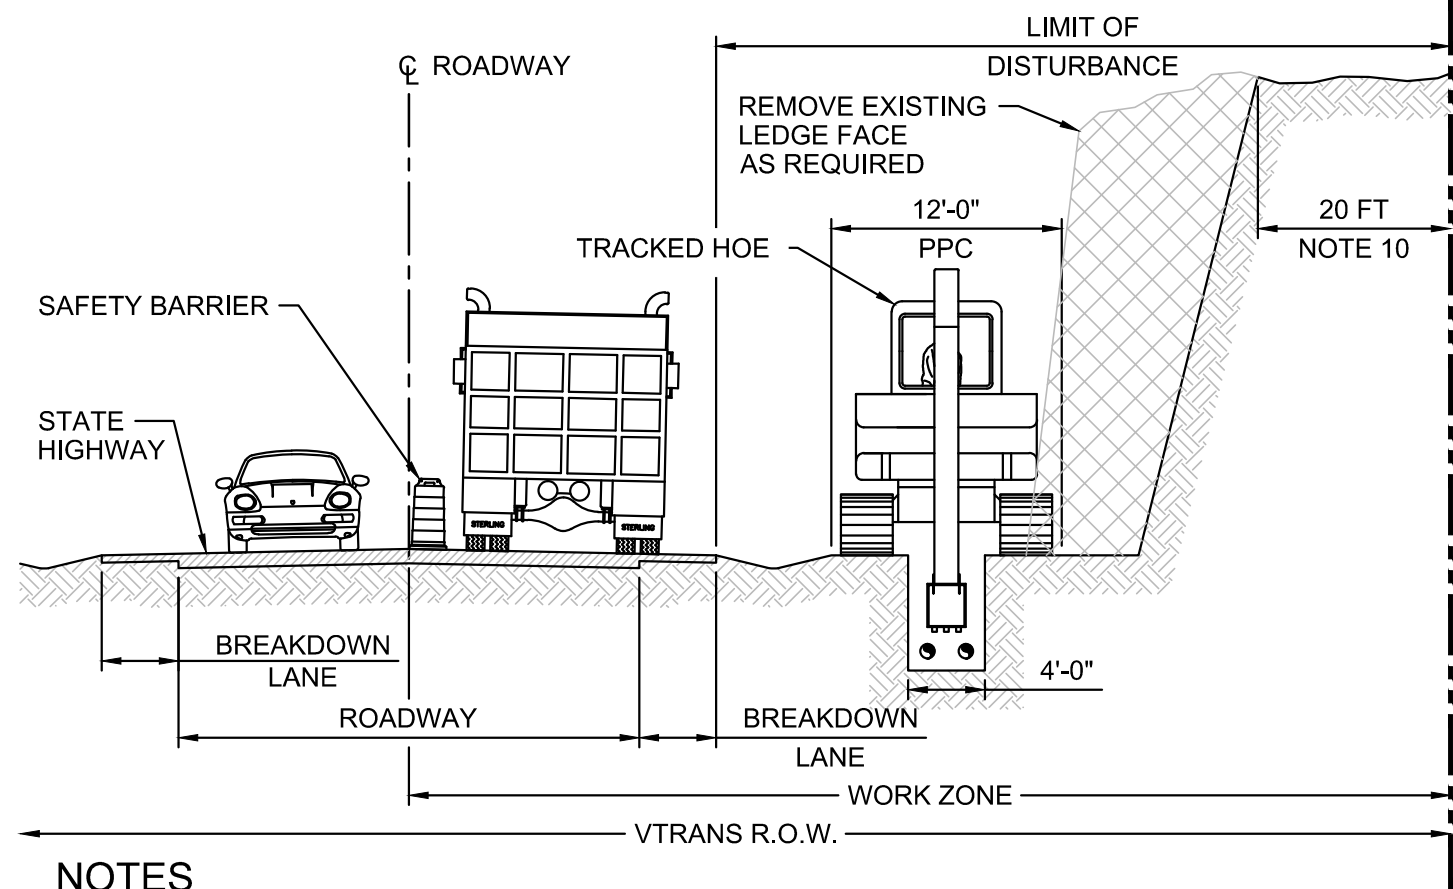 LIMIT OF
DISTURBANCE
℄ ROADWAY
REMOVE EXISTING
LEDGE FACE
AS REQUIRED
12'-0"
PPC
20 FT
NOTE 10
TRACKED HOE
SAFETY BARRIER
STATE
HIGHWAY
STERLING
STERLING
BREAKDOWN
LANE
4'-0"
ROADWAY
BREAKDOWN
LANE
WORK ZONE
VTRANS R.O.W.
NOTES